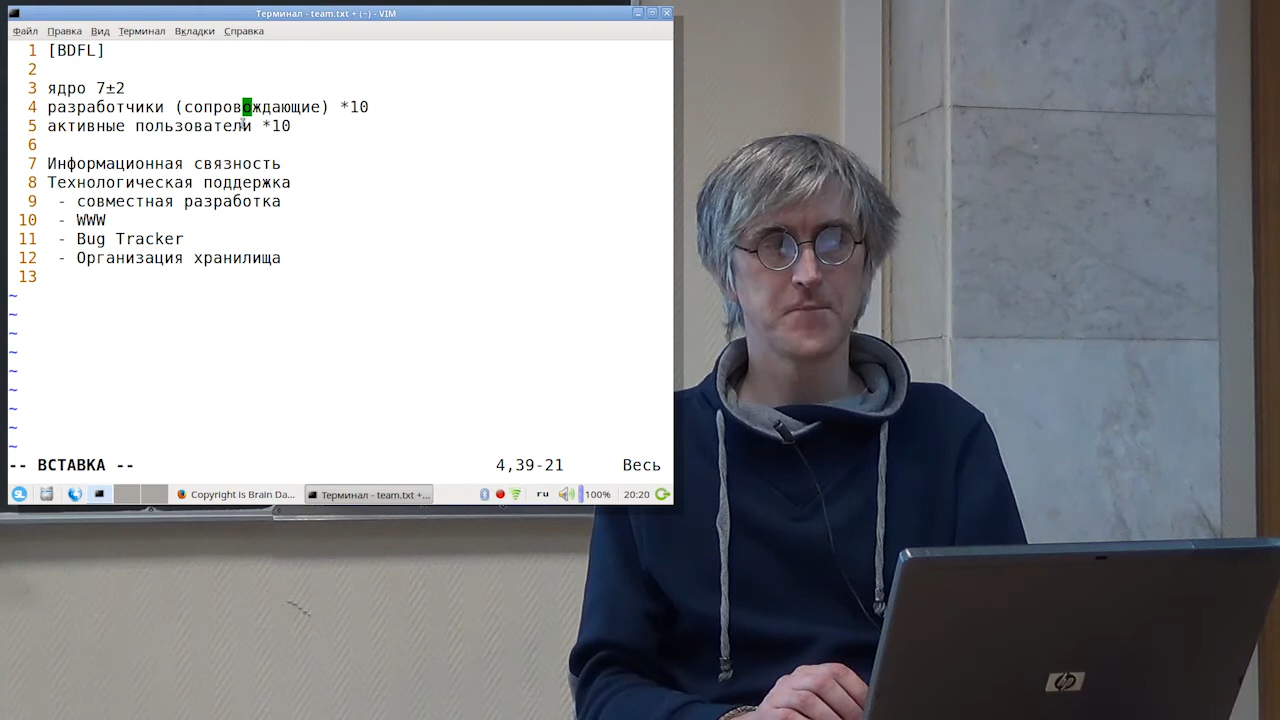 Терминал - team.txt + (~) - VIM
Файл Правка Вид Терминал Вкладки Справка
1 [BDFL]
2
3 ядро 7±2
4 разработчики (сопровождающие) *10
5 активные пользователи *10
6
7 Информационная связность
8 Технологическая поддержка
9 - совместная разработка
10 - WWW
11 - Bug Tracker
12 - Организация хранилища
13
~
~
~
~
~
~
~
~
~
-- ВСТАВКА -- 4,39-21 Весь
SL Copyright is Brain Da... Терминал - team.txt +... ru 100% 20:20
hp